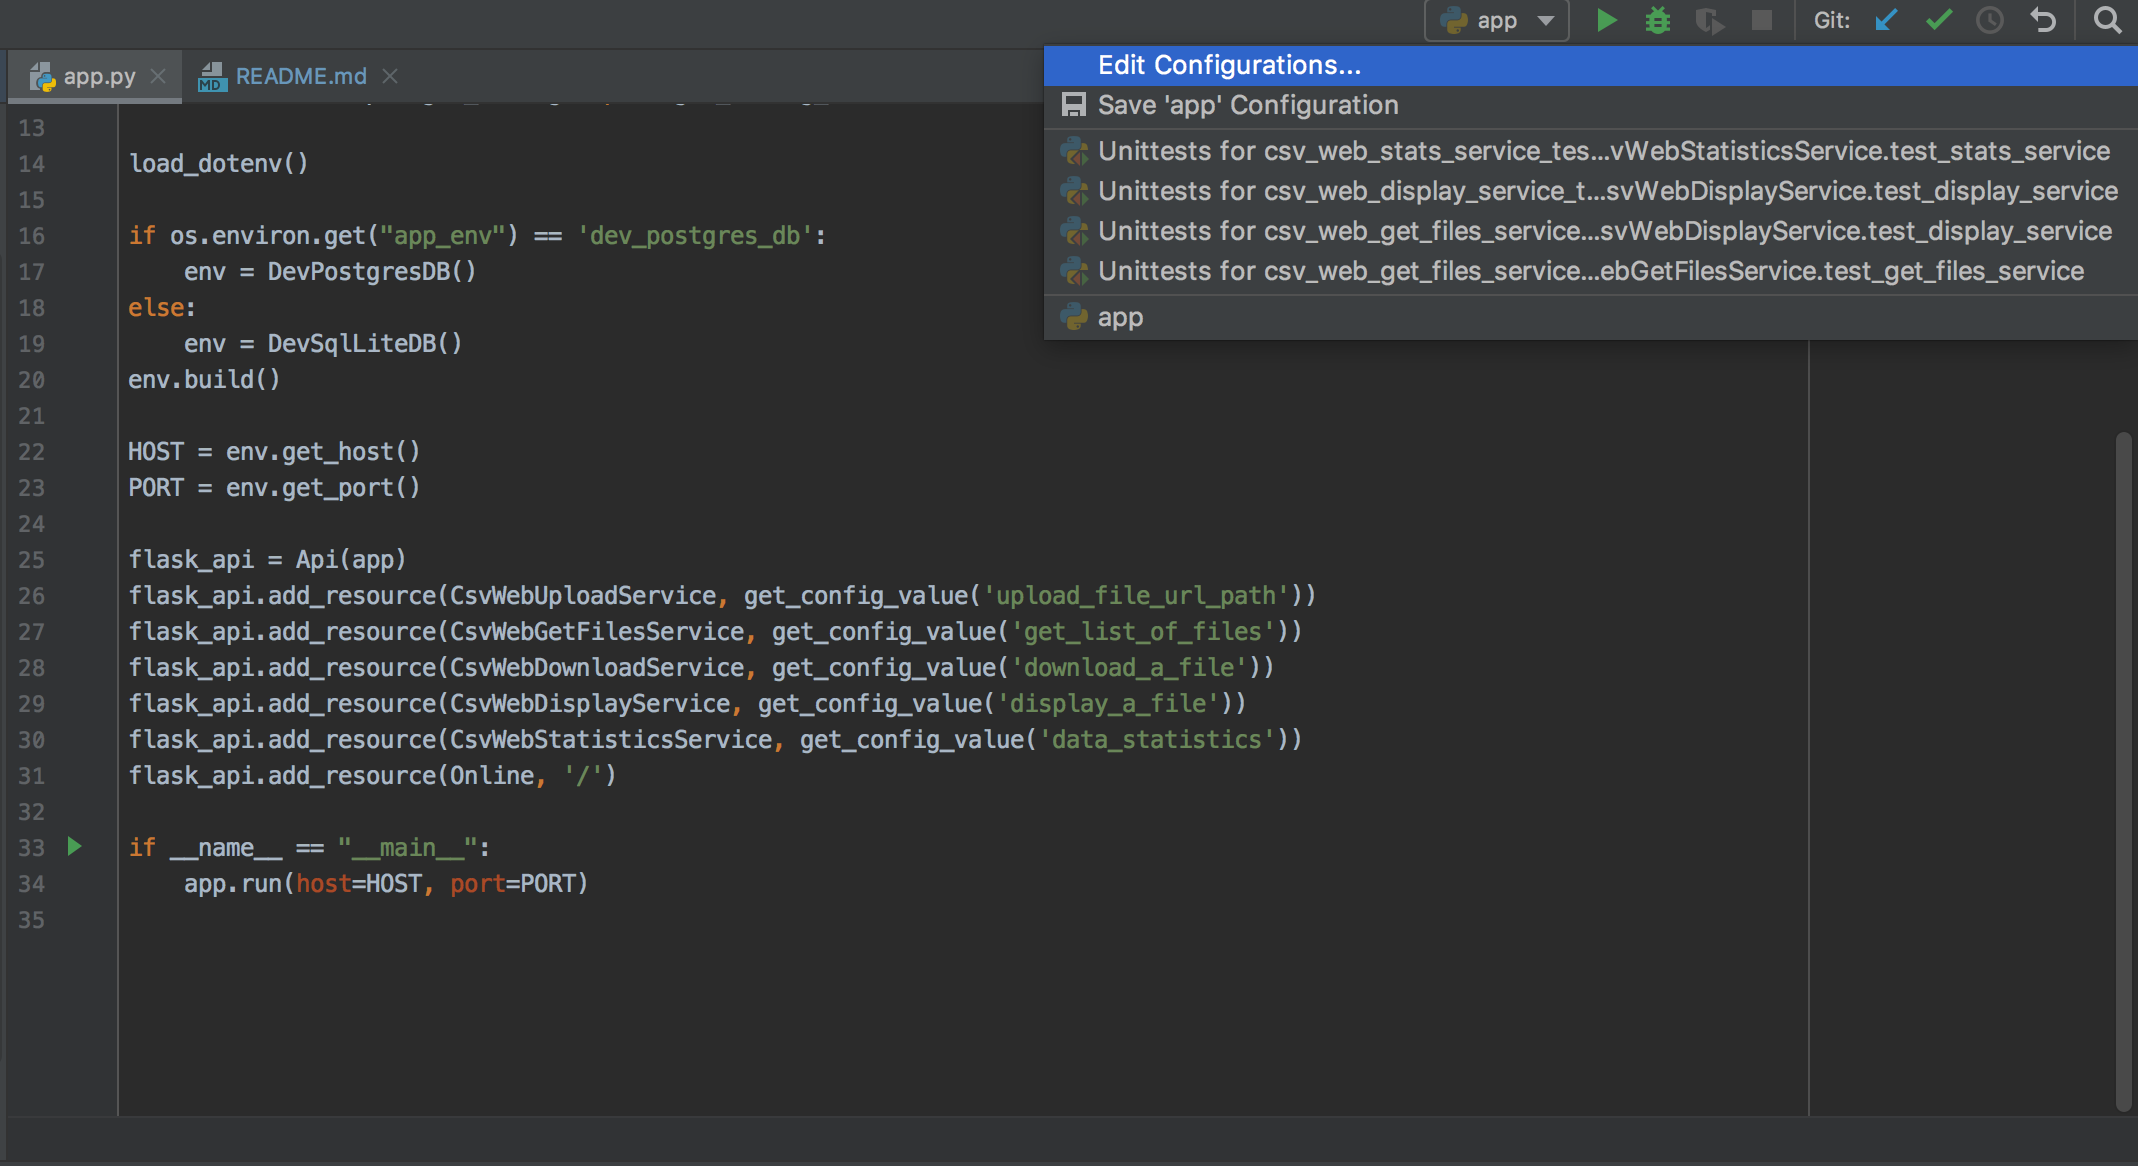 app
Git:
app.py
README.md
MD
Edit Configurations...
Save 'app' Configuration
Unittests for csv_web_stats_service_tes...vWebStatisticsService.test_stats_service
Unittests for csv_web_display_service_t...svWebDisplayService.test_display_service
Unittests for csv_web_get_files_service...svWebDisplayService.test_display_service
Unittests for csv_web_get_files_service...ebGetFilesService.test_get_files_service
app
13
14 load_dotenv()
15
16 if os.environ.get("app_env") == 'dev_postgres_db':
17     env = DevPostgresDB()
18 else:
19     env = DevSqlLiteDB()
20 env.build()
21
22 HOST = env.get_host()
23 PORT = env.get_port()
24
25 flask_api = Api(app)
26 flask_api.add_resource(CsvWebUploadService, get_config_value('upload_file_url_path'))
27 flask_api.add_resource(CsvWebGetFilesService, get_config_value('get_list_of_files'))
28 flask_api.add_resource(CsvWebDownloadService, get_config_value('download_a_file'))
29 flask_api.add_resource(CsvWebDisplayService, get_config_value('display_a_file'))
30 flask_api.add_resource(CsvWebStatisticsService, get_config_value('data_statistics'))
31 flask_api.add_resource(Online, '/')
32
33 if __name__ == "__main__":
34     app.run(host=HOST, port=PORT)
35